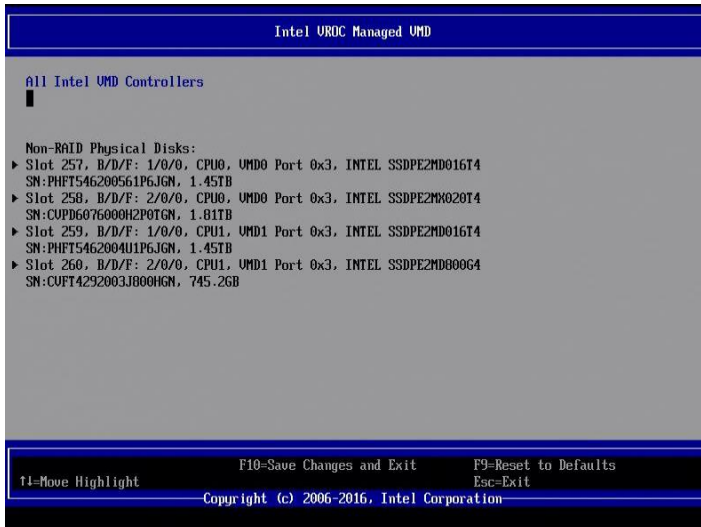 Intel VROC Managed VMD
All Intel VMD Controllers
Non-RAID Physical Disks:
Slot 257, B/D/F: 1/0/0, CPU0, VMD0 Port 0x3, INTEL SSDPE2MD016T4
SN:PHFT546200561P6JGN, 1.45TB
Slot 258, B/D/F: 2/0/0, CPU0, VMD0 Port 0x3, INTEL SSDPE2MX020T4
SN:CVPD6076000H2P0TGN, 1.81TB
Slot 259, B/D/F: 1/0/0, CPU1, VMD1 Port 0x3, INTEL SSDPE2MD016T4
SN:PHFT5462004U1P6JGN, 1.45TB
Slot 260, B/D/F: 2/0/0, CPU1, VMD1 Port 0x3, INTEL SSDPE2MD800G4
SN:CVFT4292003J800HGN, 745.2GB
F10=Save Changes and Exit F9=Reset to Defaults
↑↓=Move Highlight Esc=Exit
Copyright (c) 2006-2016, Intel Corporation